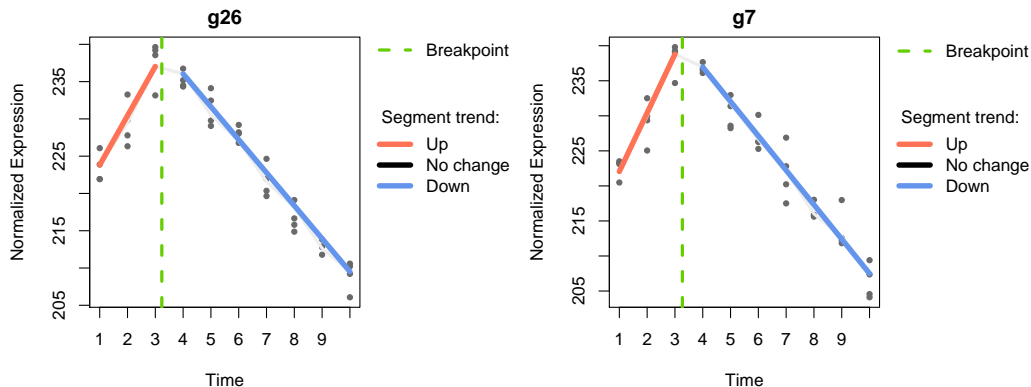 g26
Normalized Expression
205
215
225
235
1 2 3 4 5 6 7 8 9
Time
Breakpoint
Segment trend:
Up
No change
Down
g7
Normalized Expression
205
215
225
235
1 2 3 4 5 6 7 8 9
Time
Breakpoint
Segment trend:
Up
No change
Down